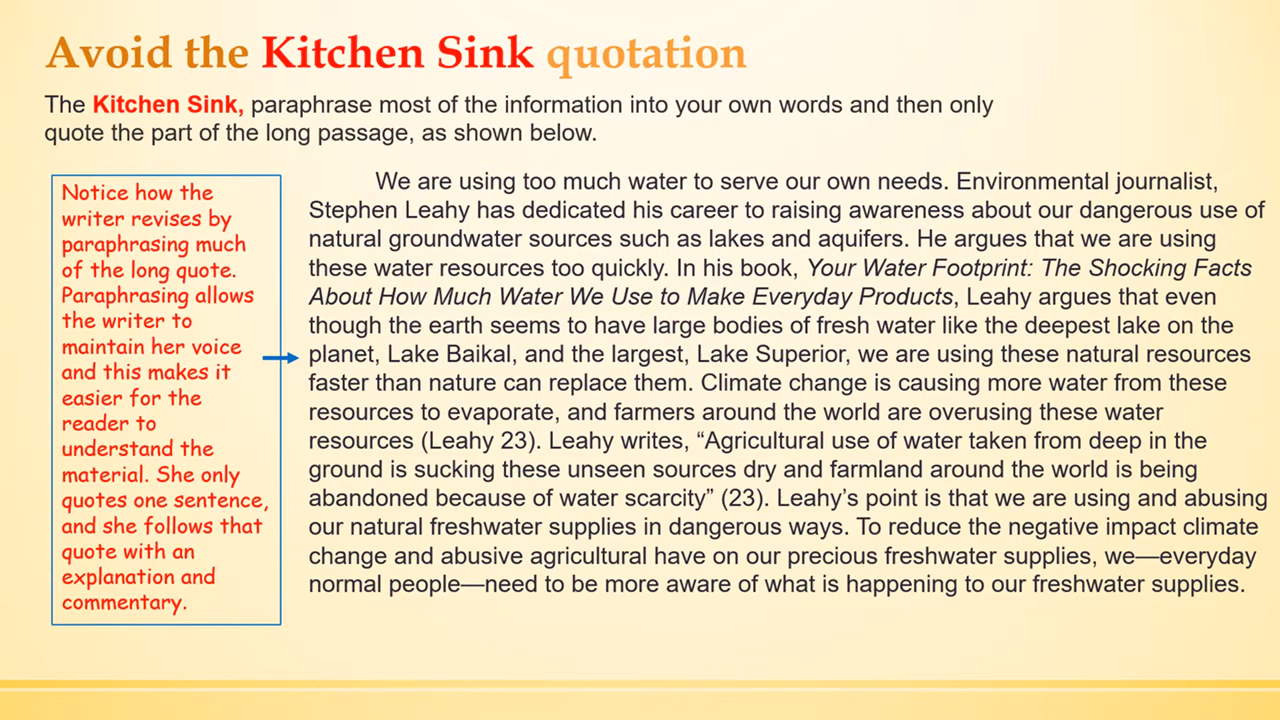 Avoid the Kitchen Sink quotation
The Kitchen Sink, paraphrase most of the information into your own words and then only
quote the part of the long passage, as shown below.
Notice how the
writer revises by
paraphrasing much
of the long quote.
Paraphrasing allows
the writer to
maintain her voice
and this makes it
easier for the
reader to
understand the
material. She only
quotes one sentence,
and she follows that
quote with an
explanation and
commentary.
We are using too much water to serve our own needs. Environmental journalist,
Stephen Leahy has dedicated his career to raising awareness about our dangerous use of
natural groundwater sources such as lakes and aquifers. He argues that we are using
these water resources too quickly. In his book, Your Water Footprint: The Shocking Facts
About How Much Water We Use to Make Everyday Products, Leahy argues that even
though the earth seems to have large bodies of fresh water like the deepest lake on the
planet, Lake Baikal, and the largest, Lake Superior, we are using these natural resources
faster than nature can replace them. Climate change is causing more water from these
resources to evaporate, and farmers around the world are overusing these water
resources (Leahy 23). Leahy writes, “Agricultural use of water taken from deep in the
ground is sucking these unseen sources dry and farmland around the world is being
abandoned because of water scarcity” (23). Leahy’s point is that we are using and abusing
our natural freshwater supplies in dangerous ways. To reduce the negative impact climate
change and abusive agricultural have on our precious freshwater supplies, we—everyday
normal people—need to be more aware of what is happening to our freshwater supplies.